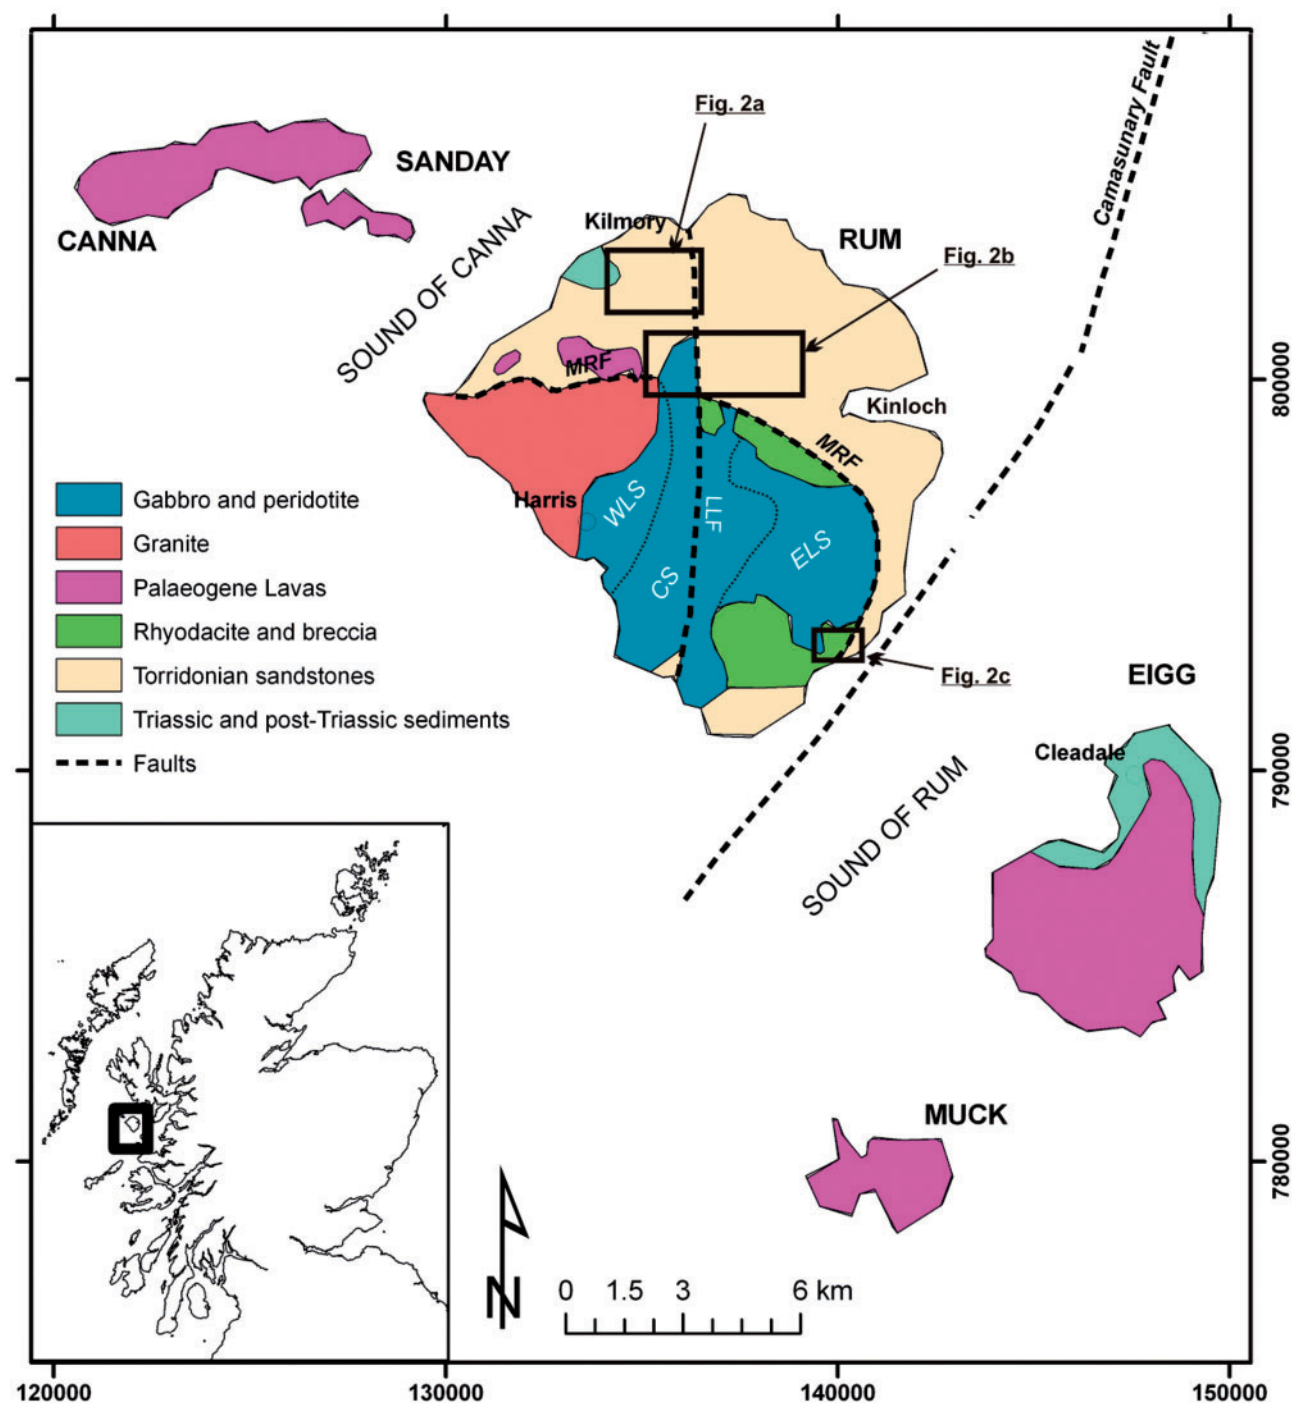 Fig. 2a
Camasunary Fault
SANDAY
Kilmory
CANNA
RUM
Fig. 2b
SOUND OF CANNA
MRF
800000
Kinloch
MRF
Harris
WLS
LLF
ELS
CS
Gabbro and peridotite
Granite
Palaeogene Lavas
Rhyodacite and breccia
Torridonian sandstones
Triassic and post-Triassic sediments
Faults
Fig. 2c
EIGG
Cleadale
790000
SOUND OF RUM
MUCK
780000
N
0 1.5 3 6 km
120000 130000 140000 150000